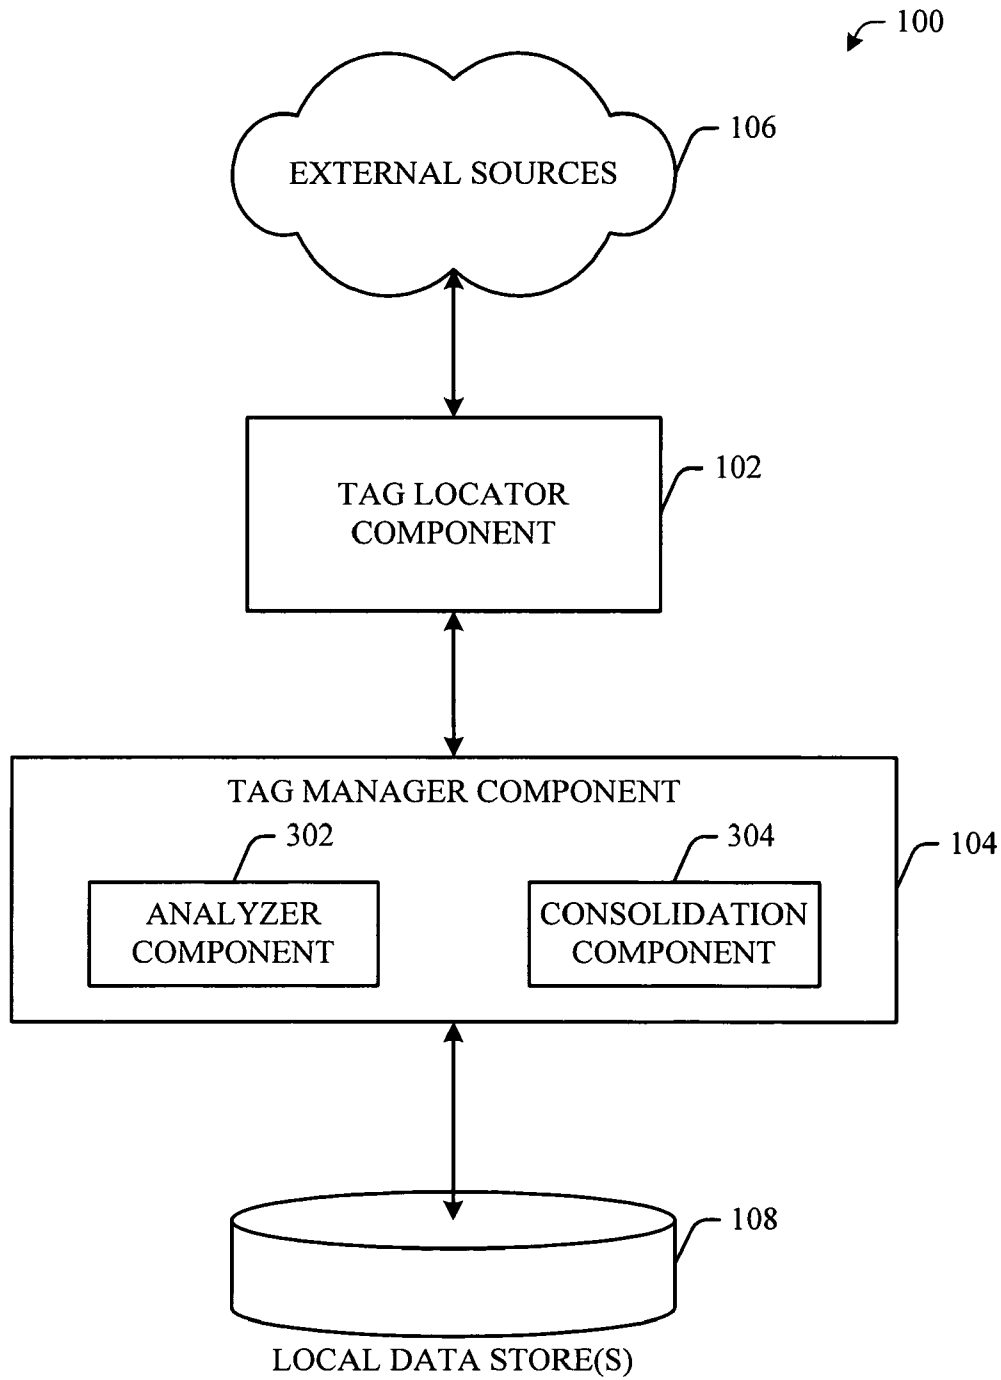 100
106
EXTERNAL SOURCES
102
TAG LOCATOR
COMPONENT
TAG MANAGER COMPONENT
302
304
104
ANALYZER
COMPONENT
CONSOLIDATION
COMPONENT
108
LOCAL DATA STORE(S)